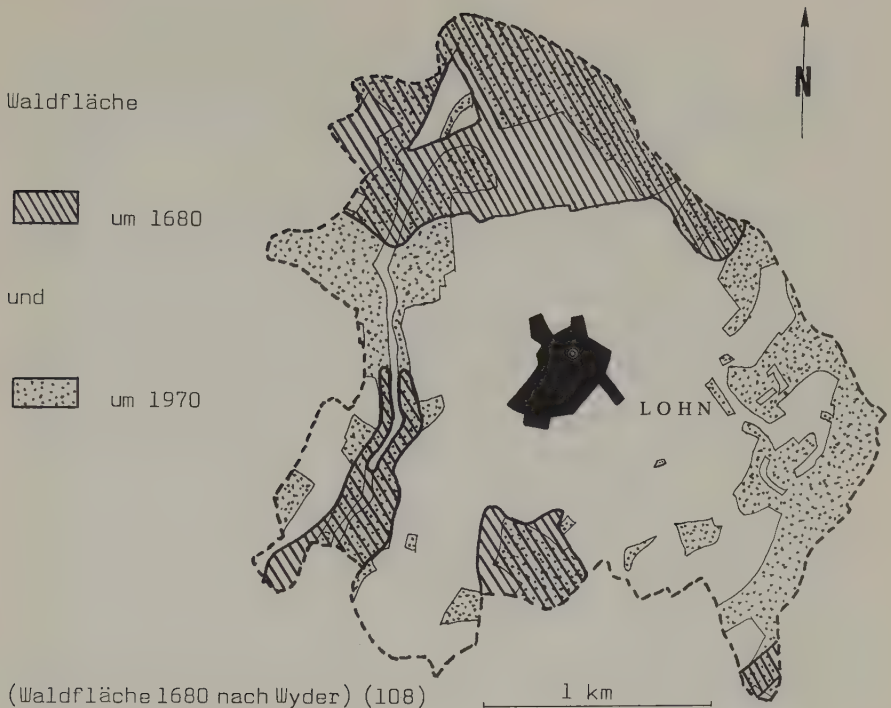 Waldfläche
N
um 1680
und
um 1970
LOHN
(Waldfläche 1680 nach Wyder) (108)
1 km